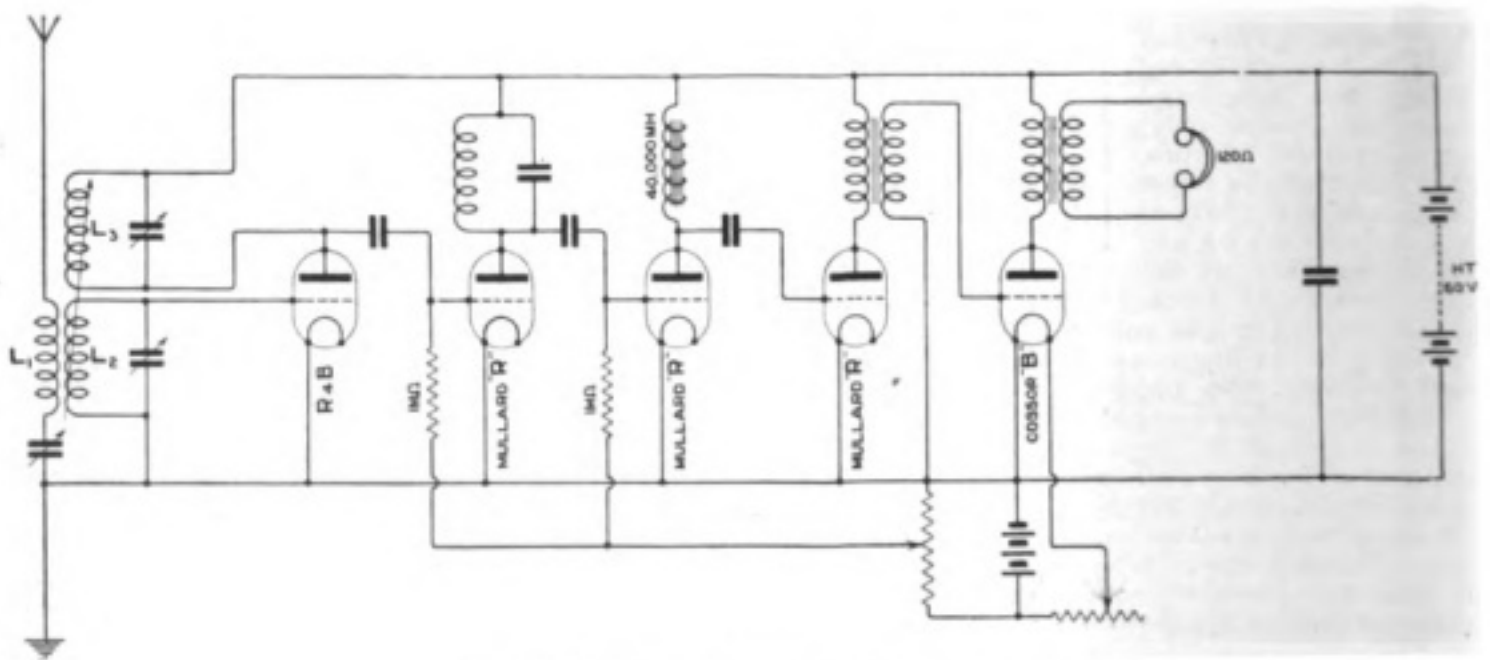 L1
L2
L3
R4B
1MΩ
MULLARD "R"
1MΩ
40.000 MH
MULLARD "R"
MULLARD "R"
COSSOR "B"
120Ω
HT
60V